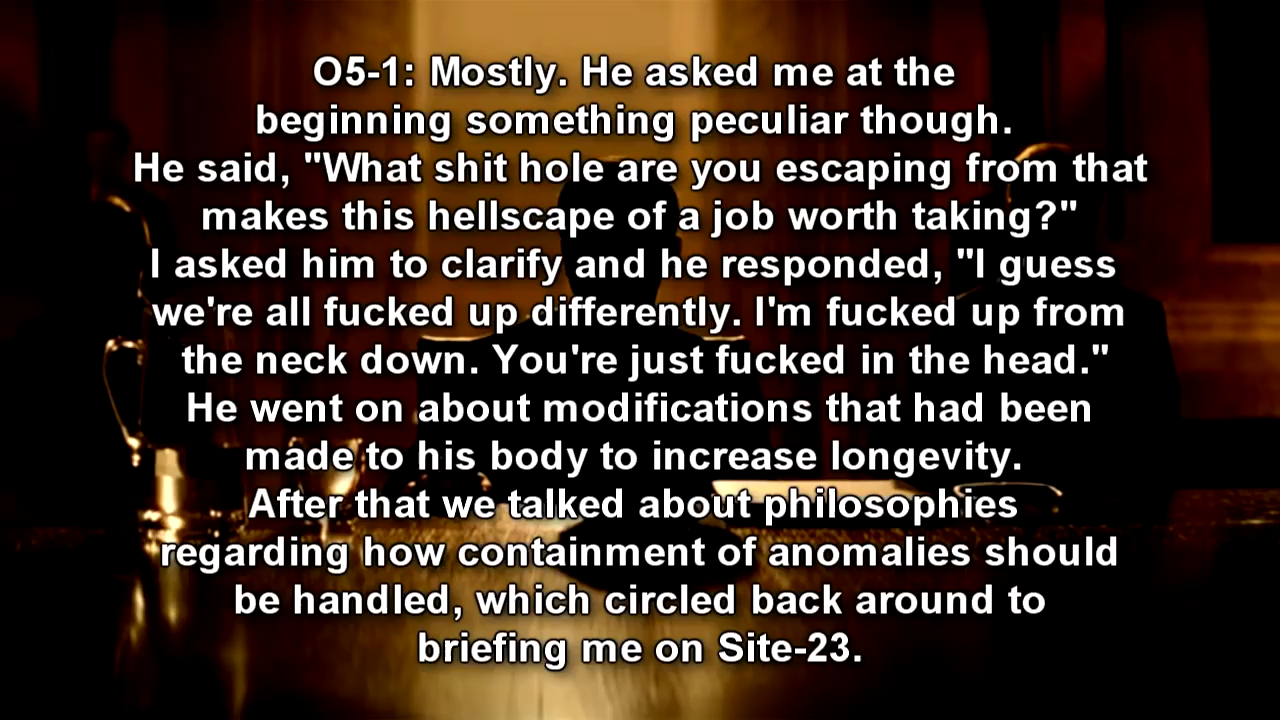 O5-1: Mostly. He asked me at the
beginning something peculiar though.
He said, "What shit hole are you escaping from that
makes this hellscape of a job worth taking?"
I asked him to clarify and he responded, "I guess
we're all fucked up differently. I'm fucked up from
the neck down. You're just fucked in the head."
He went on about modifications that had been
made to his body to increase longevity.
After that we talked about philosophies
regarding how containment of anomalies should
be handled, which circled back around to
briefing me on Site-23.